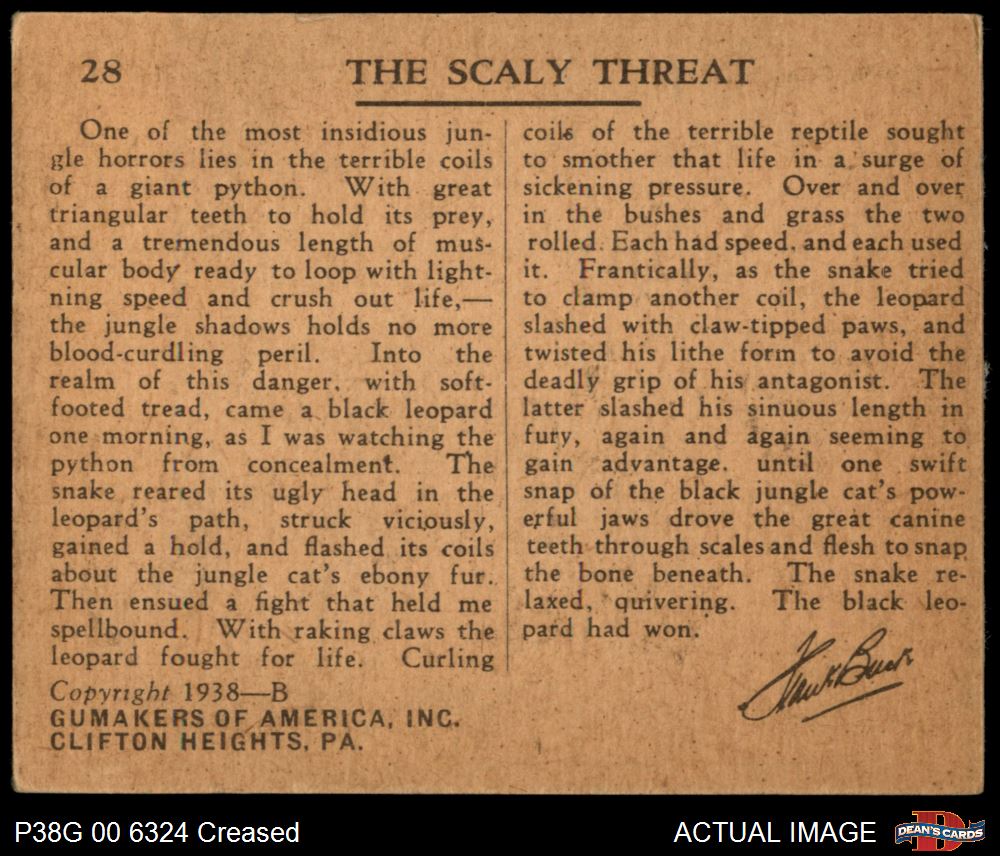 28
THE SCALY THREAT
One of the most insidious jun-
gle horrors lies in the terrible coils
of a giant python. With great
triangular teeth to hold its prey,
and a tremendous length of mus-
cular body ready to loop with light-
ning speed and crush out life,—
the jungle shadows holds no more
blood-curdling peril. Into the
realm of this danger, with soft-
footed tread, came a black leopard
one morning, as I was watching the
python from concealment. The
snake reared its ugly head in the
leopard's path, struck viciously,
gained a hold, and flashed its coils
about the jungle cat's ebony fur.
Then ensued a fight that held me
spellbound. With raking claws the
leopard fought for life. Curling
coils of the terrible reptile sought
to smother that life in a surge of
sickening pressure. Over and over
in the bushes and grass the two
rolled. Each had speed, and each used
it. Frantically, as the snake tried
to clamp another coil, the leopard
slashed with claw-tipped paws, and
twisted his lithe form to avoid the
deadly grip of his antagonist. The
latter slashed his sinuous length in
fury, again and again seeming to
gain advantage, until one swift
snap of the black jungle cat's pow-
erful jaws drove the great canine
teeth through scales and flesh to snap
the bone beneath. The snake re-
laxed, quivering. The black leo-
pard had won.
Frank Buck
Copyright 1938—B
GUMAKERS OF AMERICA, INC.
CLIFTON HEIGHTS, PA.
P38G 00 6324 Creased
ACTUAL IMAGE
DEAN'S CARDS